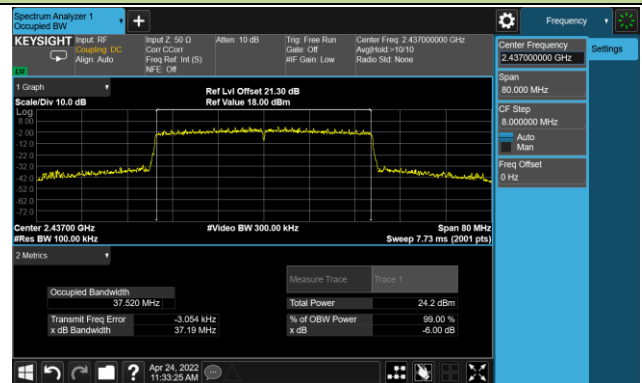 Spectrum Analyzer 1
Occupied BW
Frequency
KEYSIGHT
Input: RF
Coupling: DC
Align: Auto
Input Z: 50 Ω
Corr CCorr
Freq Ref: Int (S)
NFE: Off
Atten: 10 dB
Trig: Free Run
Gate: Off
#IF Gain: Low
Center Freq: 2.437000000 GHz
Avg|Hold:>10/10
Radio Std: None
Center Frequency
2.437000000 GHz
Settings
Span
80.000 MHz
CF Step
8.000000 MHz
Auto
Man
Freq Offset
0 Hz
1 Graph
Scale/Div 10.0 dB
Ref Lvl Offset 21.30 dB
Ref Value 18.00 dBm
Log
8.00
-2.00
-12.0
-22.0
-32.0
-42.0
-52.0
-62.0
-72.0
Center 2.43700 GHz
#Res BW 100.00 kHz
#Video BW 300.00 kHz
Span 80 MHz
Sweep 7.73 ms (2001 pts)
2 Metrics
Measure Trace Trace 1
Occupied Bandwidth
37.520 MHz
Total Power 24.2 dBm
Transmit Freq Error -3.054 kHz
% of OBW Power 99.00 %
x dB Bandwidth 37.19 MHz
x dB -6.00 dB
Apr 24, 2022
11:33:25 AM